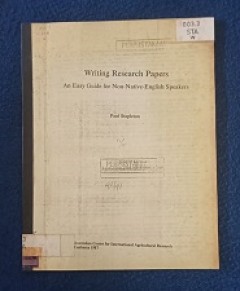 STA
W
Writing Research Papers
An Easy Guide for Non-Native-English Speakers
Paul Stapleton
Australian Centre for International Agricultural Research
Canberra 1987